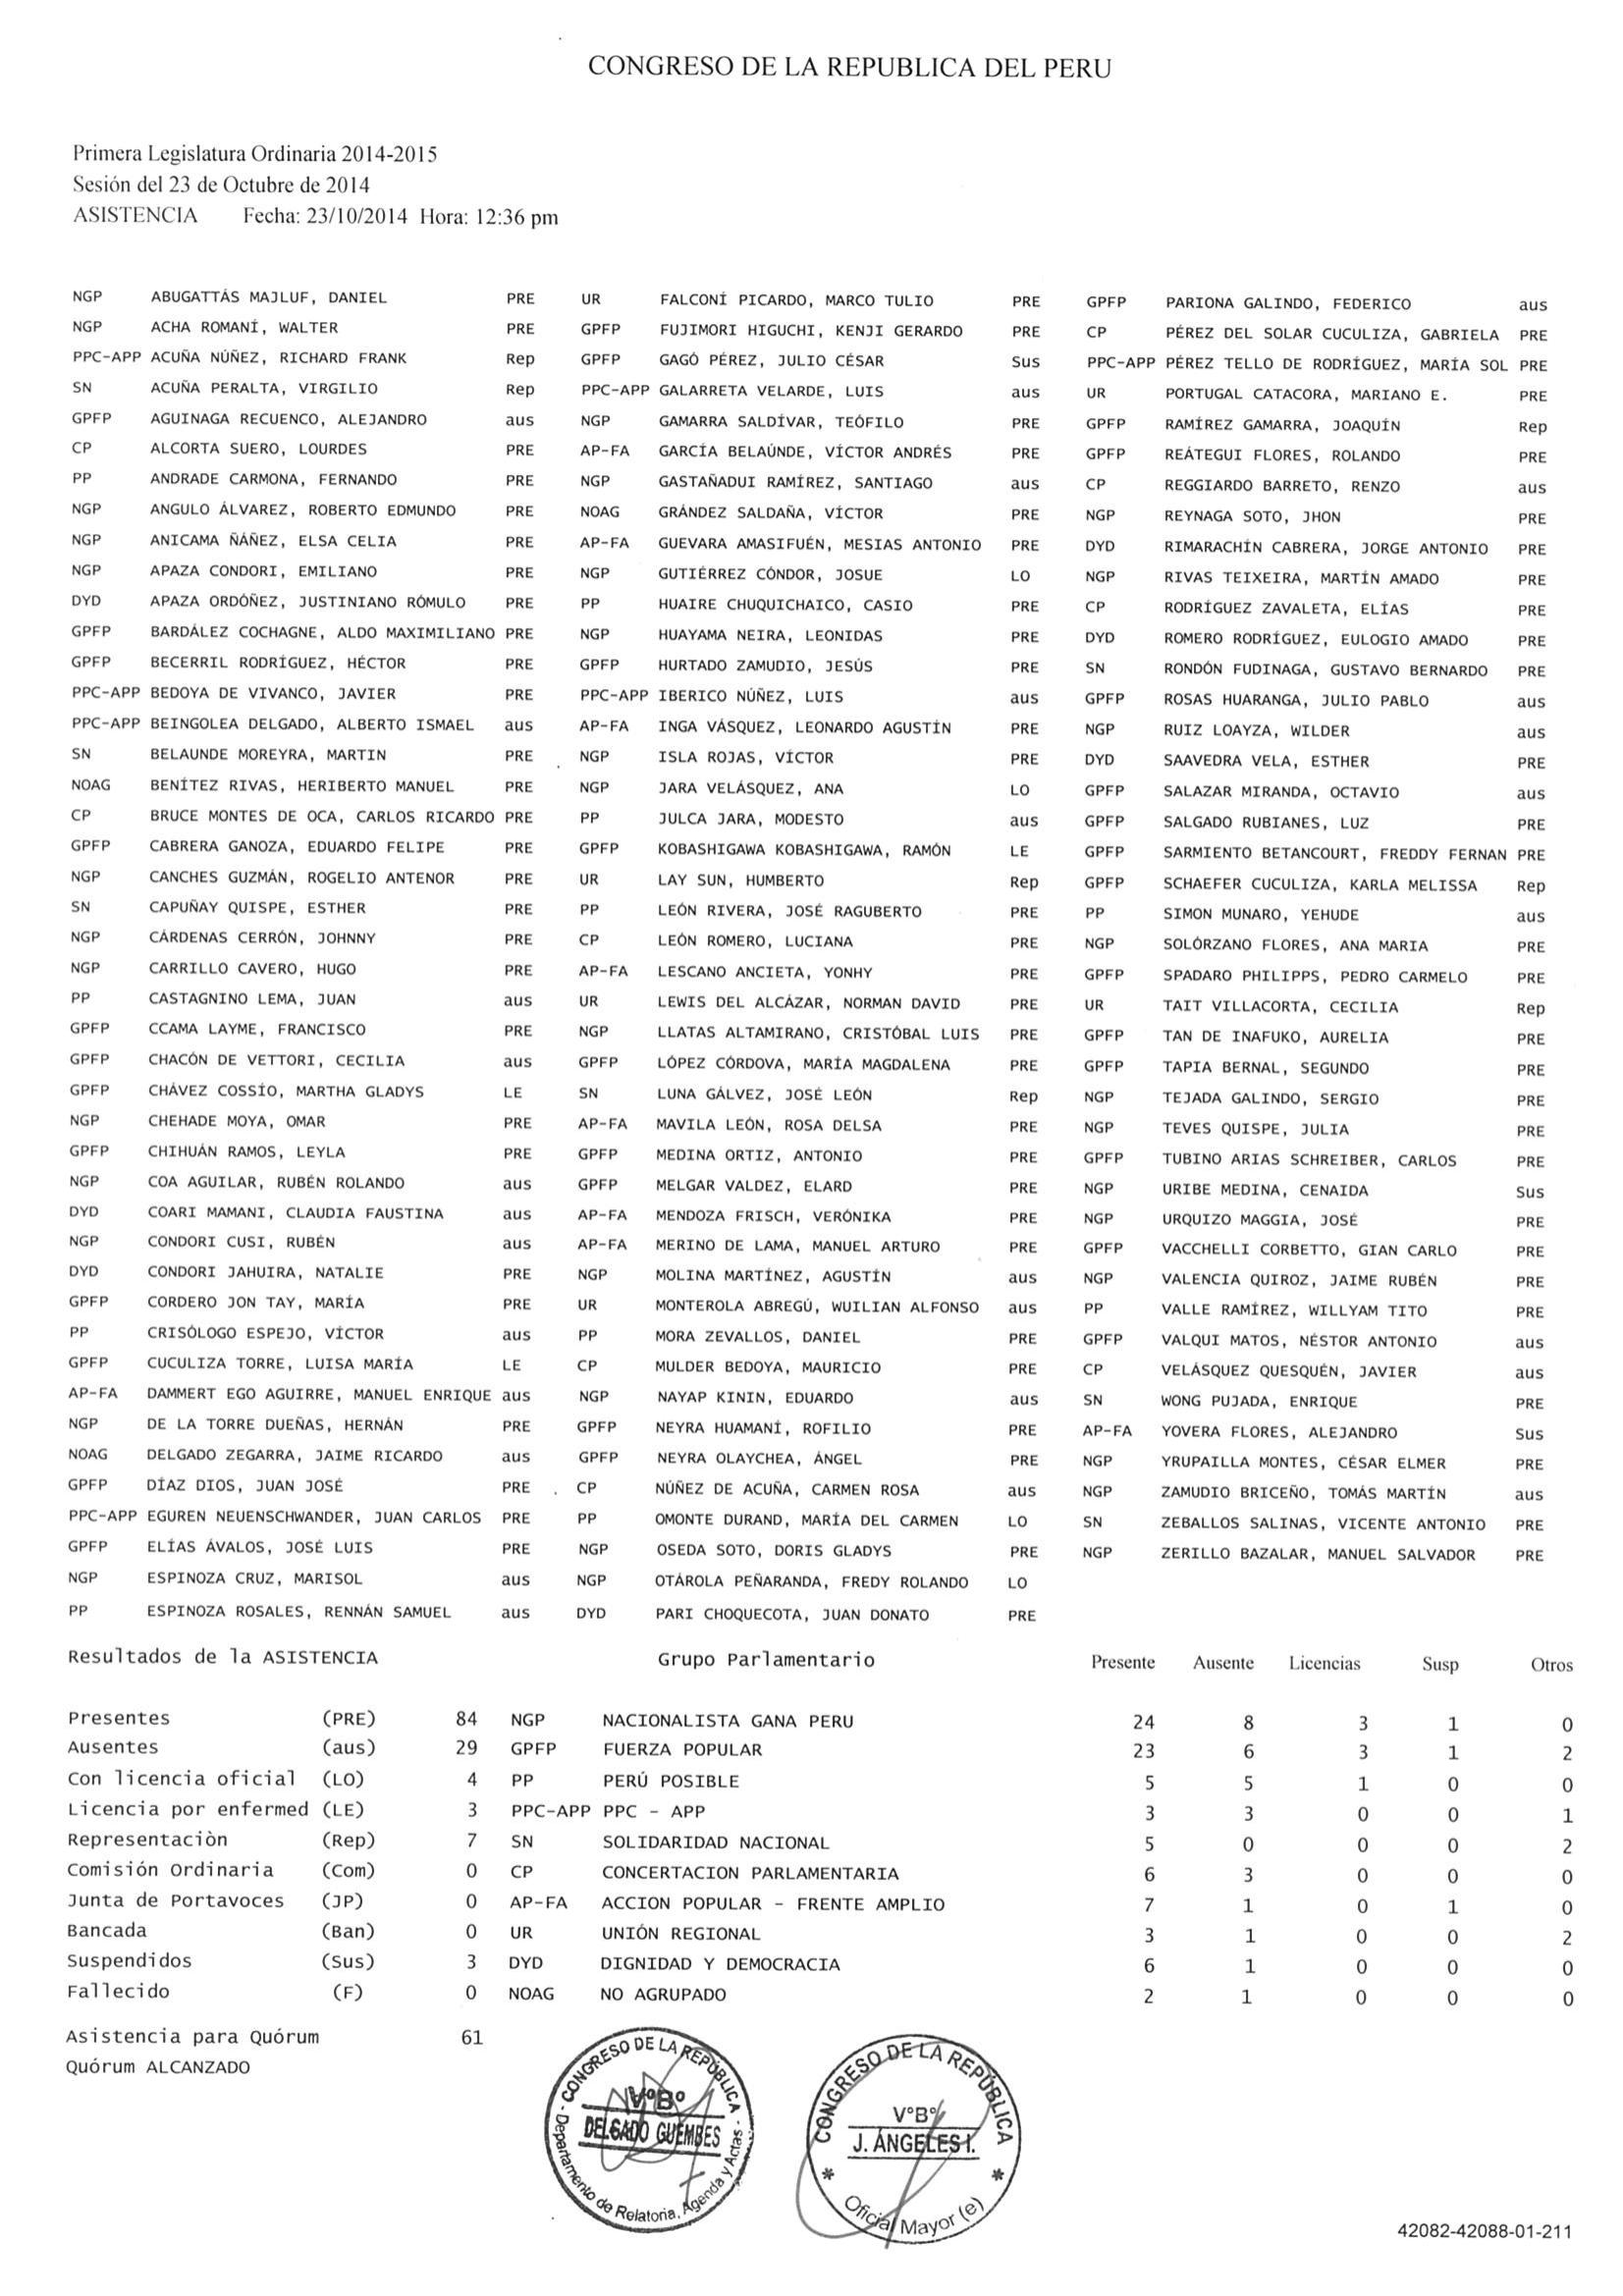 CONGRESO DE LA REPUBLICA DEL PERU
Primera Legislatura Ordinaria 2014-2015
Sesión del 23 de Octubre de 2014
ASISTENCIA Fecha: 23/10/2014 Hora: 12:36 pm
NGP ABUGATTÁS MAJLUF, DANIEL PRE UR FALCONÍ PICARDO, MARCO TULIO PRE GPFP PARIONA GALINDO, FEDERICO aus
NGP ACHA ROMANÍ, WALTER PRE GPFP FUJIMORI HIGUCHI, KENJI GERARDO PRE CP PÉREZ DEL SOLAR CUCULIZA, GABRIELA PRE
PPC-APP ACUÑA NÚÑEZ, RICHARD FRANK Rep GPFP GAGÓ PÉREZ, JULIO CÉSAR Sus PPC-APP PÉREZ TELLO DE RODRÍGUEZ, MARÍA SOL PRE
SN ACUÑA PERALTA, VIRGILIO Rep PPC-APP GALARRETA VELARDE, LUIS aus UR PORTUGAL CATACORA, MARIANO E. PRE
GPFP AGUINAGA RECUENCO, ALEJANDRO aus NGP GAMARRA SALDÍVAR, TEÓFILO PRE GPFP RAMÍREZ GAMARRA, JOAQUÍN Rep
CP ALCORTA SUERO, LOURDES PRE AP-FA GARCÍA BELAÚNDE, VÍCTOR ANDRÉS PRE GPFP REÁTEGUI FLORES, ROLANDO PRE
PP ANDRADE CARMONA, FERNANDO PRE NGP GASTAÑADUI RAMÍREZ, SANTIAGO aus CP REGGIARDO BARRETO, RENZO aus
NGP ANGULO ÁLVAREZ, ROBERTO EDMUNDO PRE NOAG GRÁNDEZ SALDAÑA, VÍCTOR PRE NGP REYNAGA SOTO, JHON PRE
NGP ANICAMA ÑÁÑEZ, ELSA CELIA PRE AP-FA GUEVARA AMASIFUÉN, MESIAS ANTONIO PRE DYD RIMARACHÍN CABRERA, JORGE ANTONIO PRE
NGP APAZA CONDORI, EMILIANO PRE NGP GUTIÉRREZ CÓNDOR, JOSUE LO NGP RIVAS TEIXEIRA, MARTÍN AMADO PRE
DYD APAZA ORDÓÑEZ, JUSTINIANO RÓMULO PRE PP HUAIRE CHUQUICHAICO, CASIO PRE CP RODRÍGUEZ ZAVALETA, ELÍAS PRE
GPFP BARDÁLEZ COCHAGNE, ALDO MAXIMILIANO PRE NGP HUAYAMA NEIRA, LEONIDAS PRE DYD ROMERO RODRÍGUEZ, EULOGIO AMADO PRE
GPFP BECERRIL RODRÍGUEZ, HÉCTOR PRE GPFP HURTADO ZAMUDIO, JESÚS PRE SN RONDÓN FUDINAGA, GUSTAVO BERNARDO PRE
PPC-APP BEDOYA DE VIVANCO, JAVIER PRE PPC-APP IBERICO NÚÑEZ, LUIS aus GPFP ROSAS HUARANGA, JULIO PABLO aus
PPC-APP BEINGOLEA DELGADO, ALBERTO ISMAEL aus AP-FA INGA VÁSQUEZ, LEONARDO AGUSTÍN PRE NGP RUIZ LOAYZA, WILDER aus
SN BELAUNDE MOREYRA, MARTIN PRE NGP ISLA ROJAS, VÍCTOR PRE DYD SAAVEDRA VELA, ESTHER PRE
NOAG BENÍTEZ RIVAS, HERIBERTO MANUEL PRE NGP JARA VELÁSQUEZ, ANA LO GPFP SALAZAR MIRANDA, OCTAVIO aus
CP BRUCE MONTES DE OCA, CARLOS RICARDO PRE PP JULCA JARA, MODESTO aus GPFP SALGADO RUBIANES, LUZ PRE
GPFP CABRERA GANOZA, EDUARDO FELIPE PRE GPFP KOBASHIGAWA KOBASHIGAWA, RAMÓN LE GPFP SARMIENTO BETANCOURT, FREDDY FERNAN PRE
NGP CANCHES GUZMÁN, ROGELIO ANTENOR PRE UR LAY SUN, HUMBERTO Rep GPFP SCHAEFER CUCULIZA, KARLA MELISSA Rep
SN CAPUÑAY QUISPE, ESTHER PRE PP LEÓN RIVERA, JOSÉ RAGUBERTO PRE PP SIMON MUNARO, YEHUDE aus
NGP CÁRDENAS CERRÓN, JOHNNY PRE CP LEÓN ROMERO, LUCIANA PRE NGP SOLÓRZANO FLORES, ANA MARIA PRE
NGP CARRILLO CAVERO, HUGO PRE AP-FA LESCANO ANCIETA, YONHY PRE GPFP SPADARO PHILIPPS, PEDRO CARMELO PRE
PP CASTAGNINO LEMA, JUAN aus UR LEWIS DEL ALCÁZAR, NORMAN DAVID PRE UR TAIT VILLACORTA, CECILIA Rep
GPFP CCAMA LAYME, FRANCISCO PRE NGP LLATAS ALTAMIRANO, CRISTÓBAL LUIS PRE GPFP TAN DE INAFUKO, AURELIA PRE
GPFP CHACÓN DE VETTORI, CECILIA aus GPFP LÓPEZ CÓRDOVA, MARÍA MAGDALENA PRE GPFP TAPIA BERNAL, SEGUNDO PRE
GPFP CHÁVEZ COSSÍO, MARTHA GLADYS LE SN LUNA GÁLVEZ, JOSÉ LEÓN Rep NGP TEJADA GALINDO, SERGIO PRE
NGP CHEHADE MOYA, OMAR PRE AP-FA MAVILA LEÓN, ROSA DELSA PRE NGP TEVES QUISPE, JULIA PRE
GPFP CHIHUÁN RAMOS, LEYLA PRE GPFP MEDINA ORTIZ, ANTONIO PRE GPFP TUBINO ARIAS SCHREIBER, CARLOS PRE
NGP COA AGUILAR, RUBÉN ROLANDO aus GPFP MELGAR VALDEZ, ELARD PRE NGP URIBE MEDINA, CENAIDA Sus
DYD COARI MAMANI, CLAUDIA FAUSTINA aus AP-FA MENDOZA FRISCH, VERÓNIKA PRE NGP URQUIZO MAGGIA, JOSÉ PRE
NGP CONDORI CUSI, RUBÉN aus AP-FA MERINO DE LAMA, MANUEL ARTURO PRE GPFP VACCHELLI CORBETTO, GIAN CARLO PRE
DYD CONDORI JAHUIRA, NATALIE PRE NGP MOLINA MARTÍNEZ, AGUSTÍN aus NGP VALENCIA QUIROZ, JAIME RUBÉN PRE
GPFP CORDERO JON TAY, MARÍA PRE UR MONTEROLA ABREGÚ, WUILIAN ALFONSO aus PP VALLE RAMÍREZ, WILLYAM TITO PRE
PP CRISÓLOGO ESPEJO, VÍCTOR aus PP MORA ZEVALLOS, DANIEL PRE GPFP VALQUI MATOS, NÉSTOR ANTONIO aus
GPFP CUCULIZA TORRE, LUISA MARÍA LE CP MULDER BEDOYA, MAURICIO PRE CP VELÁSQUEZ QUESQUÉN, JAVIER aus
AP-FA DAMMERT EGO AGUIRRE, MANUEL ENRIQUE aus NGP NAYAP KININ, EDUARDO aus SN WONG PUJADA, ENRIQUE PRE
NGP DE LA TORRE DUEÑAS, HERNÁN PRE GPFP NEYRA HUAMANÍ, ROFILIO PRE AP-FA YOVERA FLORES, ALEJANDRO Sus
NOAG DELGADO ZEGARRA, JAIME RICARDO aus GPFP NEYRA OLAYCHEA, ÁNGEL PRE NGP YRUPAILLA MONTES, CÉSAR ELMER PRE
GPFP DÍAZ DIOS, JUAN JOSÉ PRE CP NÚÑEZ DE ACUÑA, CARMEN ROSA aus NGP ZAMUDIO BRICEÑO, TOMÁS MARTÍN aus
PPC-APP EGUREN NEUENSCHWANDER, JUAN CARLOS PRE PP OMONTE DURAND, MARÍA DEL CARMEN LO SN ZEBALLOS SALINAS, VICENTE ANTONIO PRE
GPFP ELÍAS ÁVALOS, JOSÉ LUIS PRE NGP OSEDA SOTO, DORIS GLADYS PRE NGP ZERILLO BAZALAR, MANUEL SALVADOR PRE
NGP ESPINOZA CRUZ, MARISOL aus NGP OTÁROLA PEÑARANDA, FREDY ROLANDO LO
PP ESPINOZA ROSALES, RENNÁN SAMUEL aus DYD PARI CHOQUECOTA, JUAN DONATO PRE
Resultados de la ASISTENCIA Grupo Parlamentario Presente Ausente Licencias Susp Otros
Presentes (PRE) 84 NGP NACIONALISTA GANA PERU 24 8 3 1 0
Ausentes (aus) 29 GPFP FUERZA POPULAR 23 6 3 1 2
Con licencia oficial (LO) 4 PP PERÚ POSIBLE 5 5 1 0 0
Licencia por enfermed (LE) 3 PPC-APP PPC - APP 3 3 0 0 1
Representaciòn (Rep) 7 SN SOLIDARIDAD NACIONAL 5 0 0 0 2
Comisión Ordinaria (Com) 0 CP CONCERTACION PARLAMENTARIA 6 3 0 0 0
Junta de Portavoces (JP) 0 AP-FA ACCION POPULAR - FRENTE AMPLIO 7 1 0 1 0
Bancada (Ban) 0 UR UNIÓN REGIONAL 3 1 0 0 2
Suspendidos (Sus) 3 DYD DIGNIDAD Y DEMOCRACIA 6 1 0 0 0
Fallecido (F) 0 NOAG NO AGRUPADO 2 1 0 0 0
Asistencia para Quórum 61
Quórum ALCANZADO
CONGRESO DE LA REPÚBLICA
V°B°
DELGADO GUEMBES
Departamento de Relatoria, Agenda y Actas
CONGRESO DE LA REPÚBLICA
V°B°
J. ÁNGELES I.
Oficial Mayor (e)
42082-42088-01-211